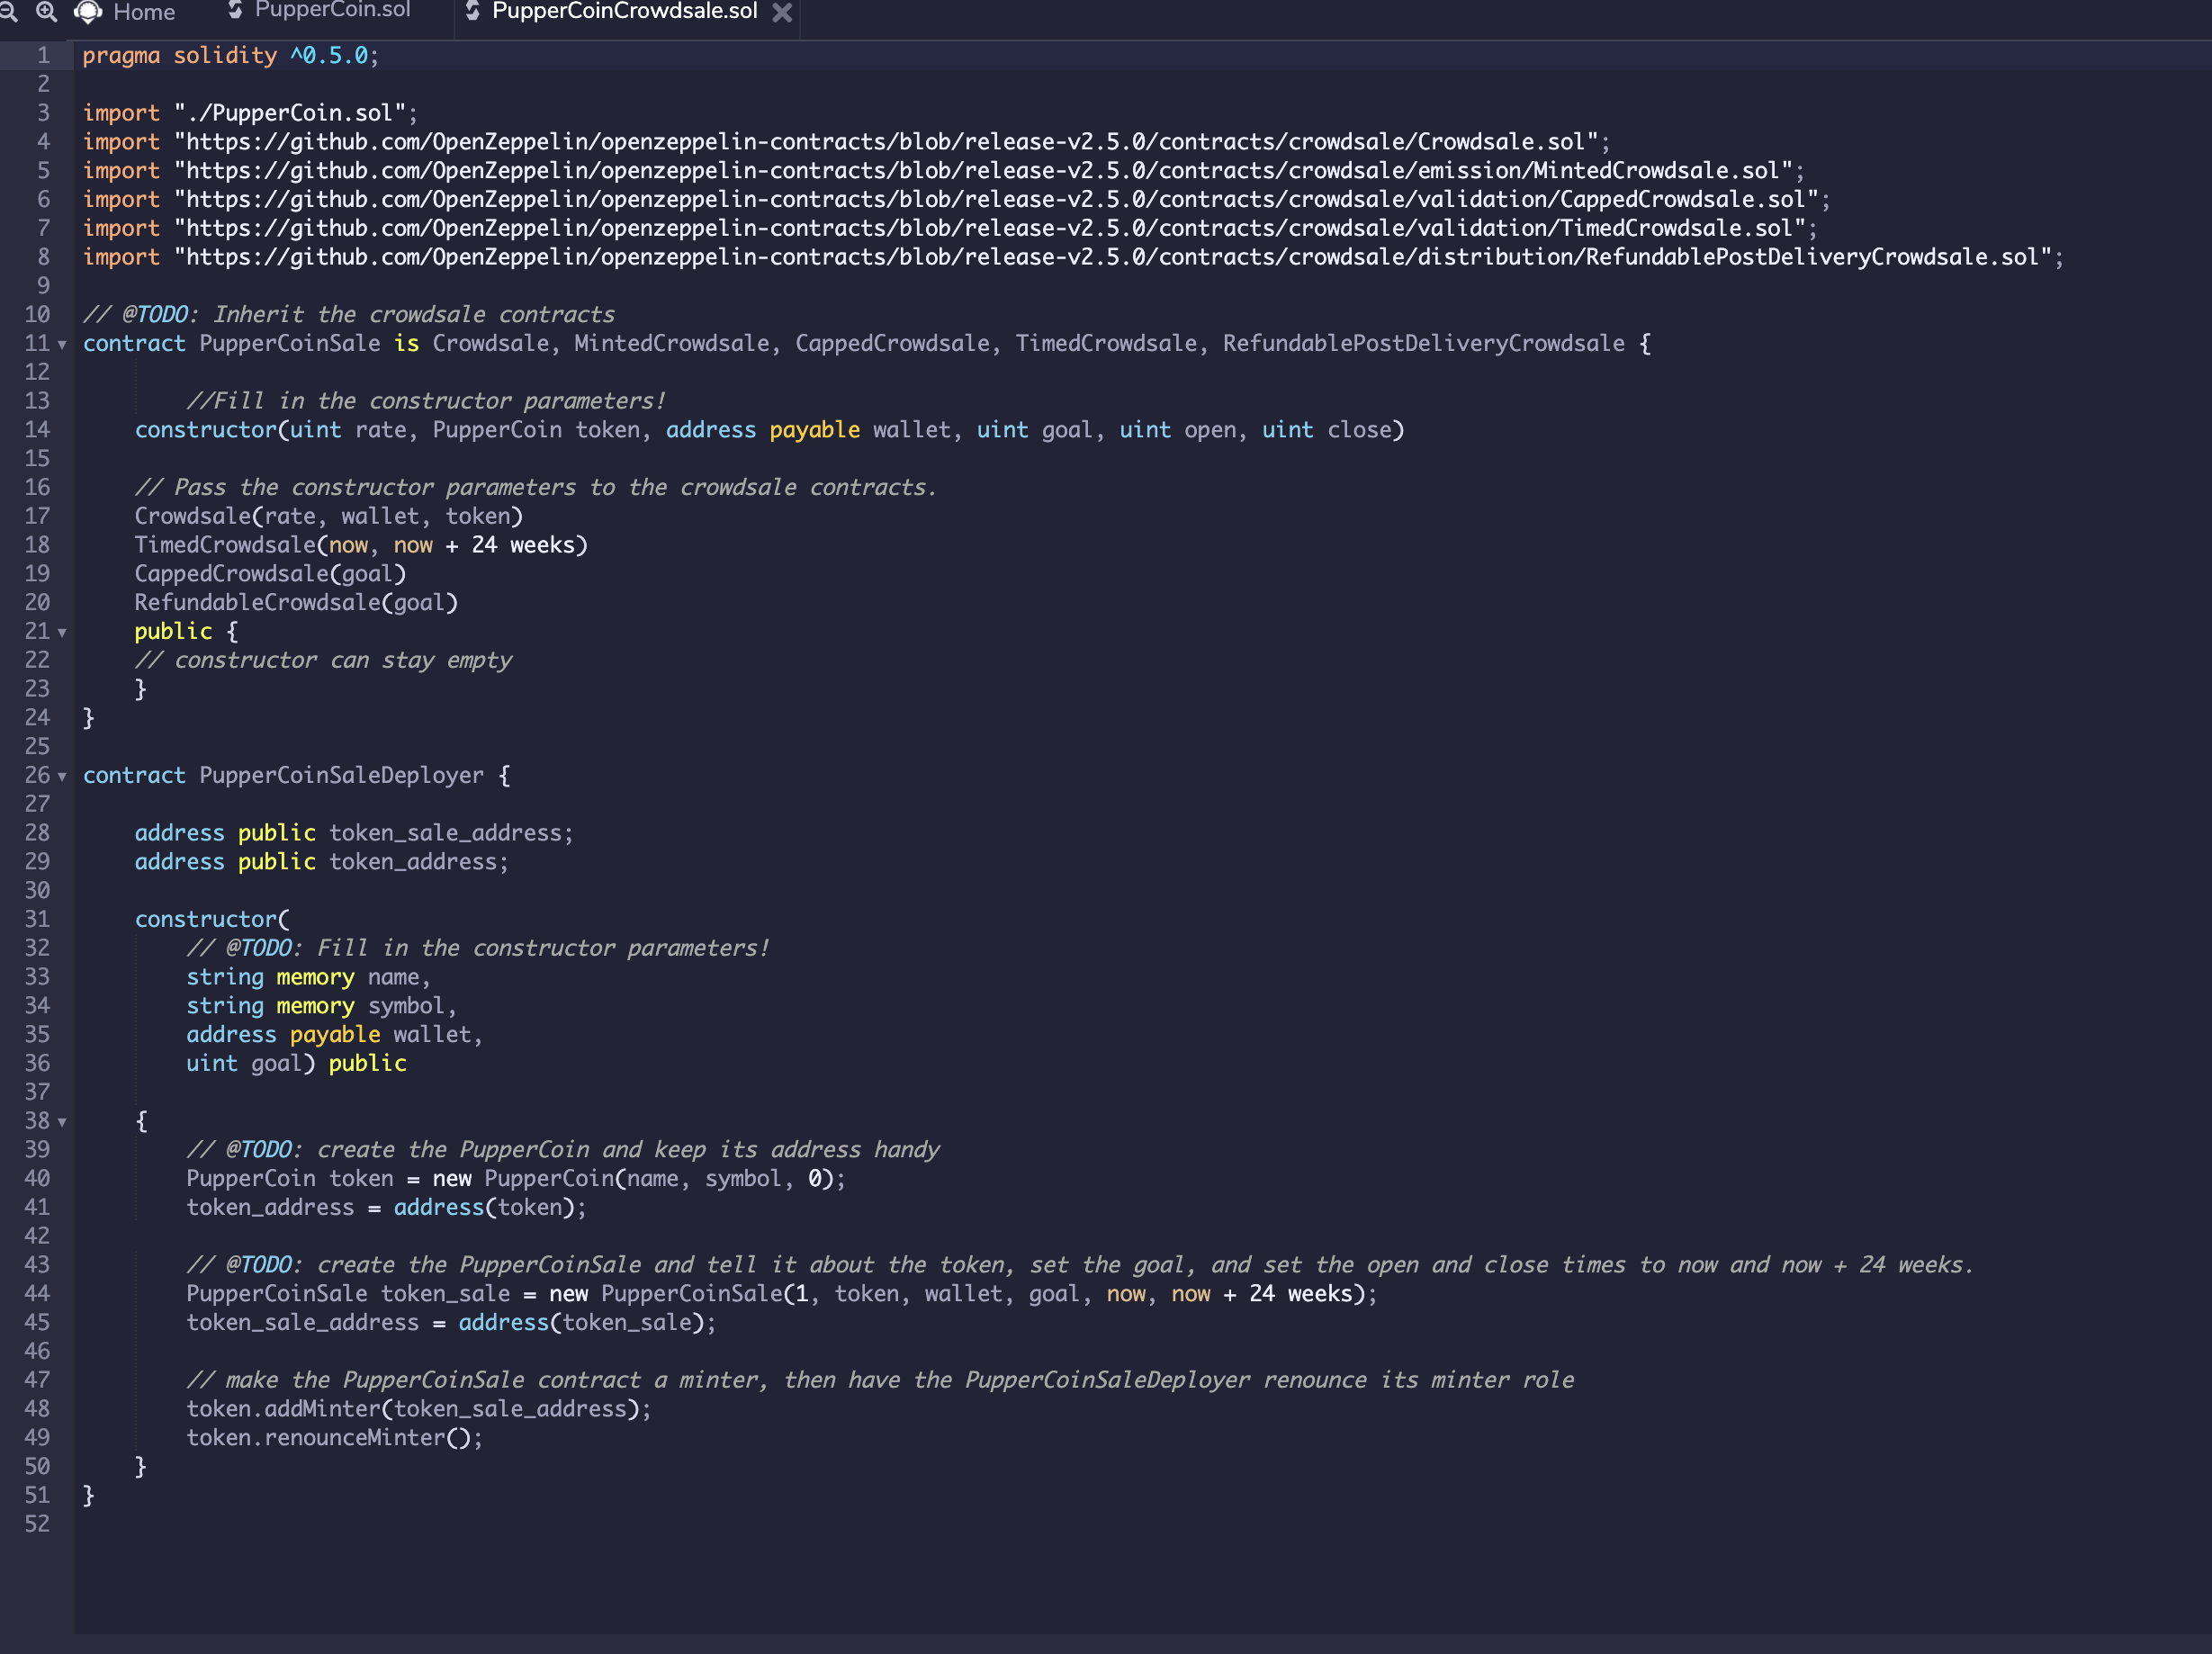 Home PupperCoin.sol PupperCoinCrowdsale.sol
1 pragma solidity ^0.5.0;
2
3 import "./PupperCoin.sol";
4 import "https://github.com/OpenZeppelin/openzeppelin-contracts/blob/release-v2.5.0/contracts/crowdsale/Crowdsale.sol";
5 import "https://github.com/OpenZeppelin/openzeppelin-contracts/blob/release-v2.5.0/contracts/crowdsale/emission/MintedCrowdsale.sol";
6 import "https://github.com/OpenZeppelin/openzeppelin-contracts/blob/release-v2.5.0/contracts/crowdsale/validation/CappedCrowdsale.sol";
7 import "https://github.com/OpenZeppelin/openzeppelin-contracts/blob/release-v2.5.0/contracts/crowdsale/validation/TimedCrowdsale.sol";
8 import "https://github.com/OpenZeppelin/openzeppelin-contracts/blob/release-v2.5.0/contracts/crowdsale/distribution/RefundablePostDeliveryCrowdsale.sol";
9
10 // @TODO: Inherit the crowdsale contracts
11 contract PupperCoinSale is Crowdsale, MintedCrowdsale, CappedCrowdsale, TimedCrowdsale, RefundablePostDeliveryCrowdsale {
12
13 //Fill in the constructor parameters!
14 constructor(uint rate, PupperCoin token, address payable wallet, uint goal, uint open, uint close)
15
16 // Pass the constructor parameters to the crowdsale contracts.
17 Crowdsale(rate, wallet, token)
18 TimedCrowdsale(now, now + 24 weeks)
19 CappedCrowdsale(goal)
20 RefundableCrowdsale(goal)
21 public {
22 // constructor can stay empty
23 }
24 }
25
26 contract PupperCoinSaleDeployer {
27
28 address public token_sale_address;
29 address public token_address;
30
31 constructor(
32 // @TODO: Fill in the constructor parameters!
33 string memory name,
34 string memory symbol,
35 address payable wallet,
36 uint goal) public
37
38 {
39 // @TODO: create the PupperCoin and keep its address handy
40 PupperCoin token = new PupperCoin(name, symbol, 0);
41 token_address = address(token);
42
43 // @TODO: create the PupperCoinSale and tell it about the token, set the goal, and set the open and close times to now and now + 24 weeks.
44 PupperCoinSale token_sale = new PupperCoinSale(1, token, wallet, goal, now, now + 24 weeks);
45 token_sale_address = address(token_sale);
46
47 // make the PupperCoinSale contract a minter, then have the PupperCoinSaleDeployer renounce its minter role
48 token.addMinter(token_sale_address);
49 token.renounceMinter();
50 }
51 }
52